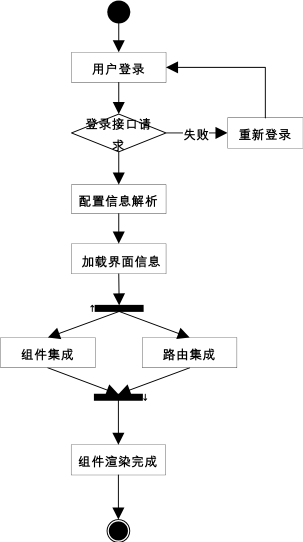 用户登录
登录接口请
求
失败
重新登录
配置信息解析
加载界面信息
组件集成
路由集成
组件渲染完成